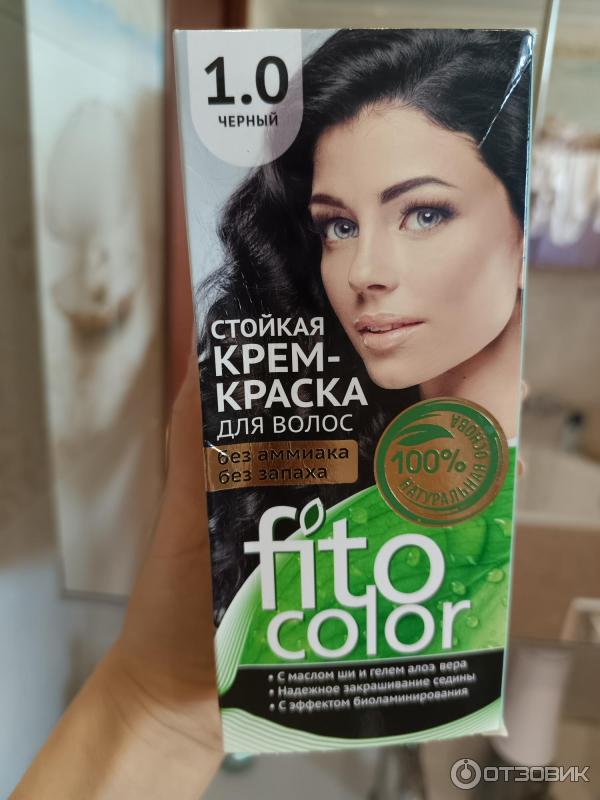 1.0
ЧЕРНЫЙ
СТОЙКАЯ
КРЕМ-
КРАСКА
ДЛЯ ВОЛОС
без аммиака
без запаха
100%
НАТУРАЛЬНАЯ ОСНОВА
fito
color
• С маслом ши и гелем алоэ вера
• Надежное закрашивание седины
• С эффектом биоламинирования
ОТЗОВИК